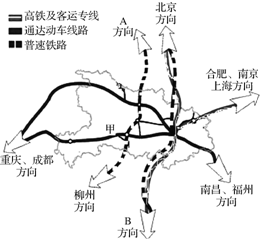 高铁及客运专线
通达动车线路
普速铁路
A
方向
北京
方向
合肥、南京
上海方向
甲
重庆、成都
方向
柳州
方向
B
方向
南昌、福州
方向